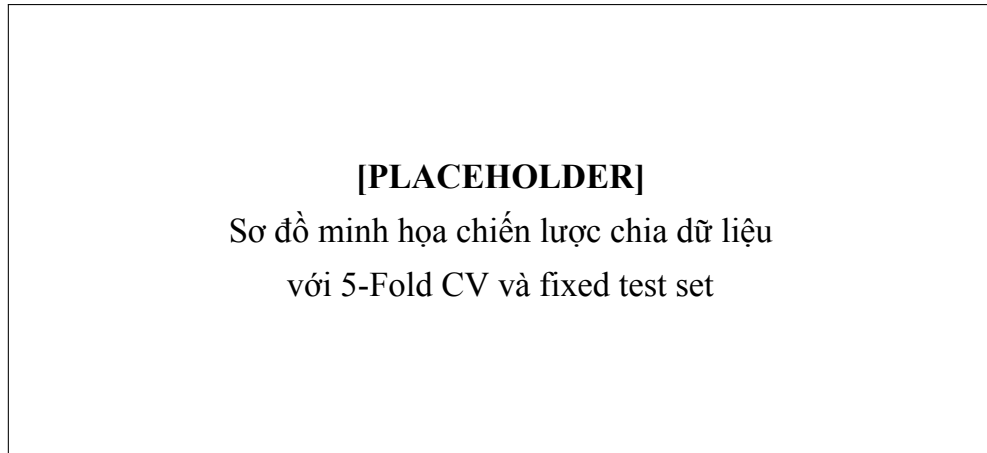 [PLACEHOLDER]
Sơ đồ minh họa chiến lược chia dữ liệu
với 5-Fold CV và fixed test set